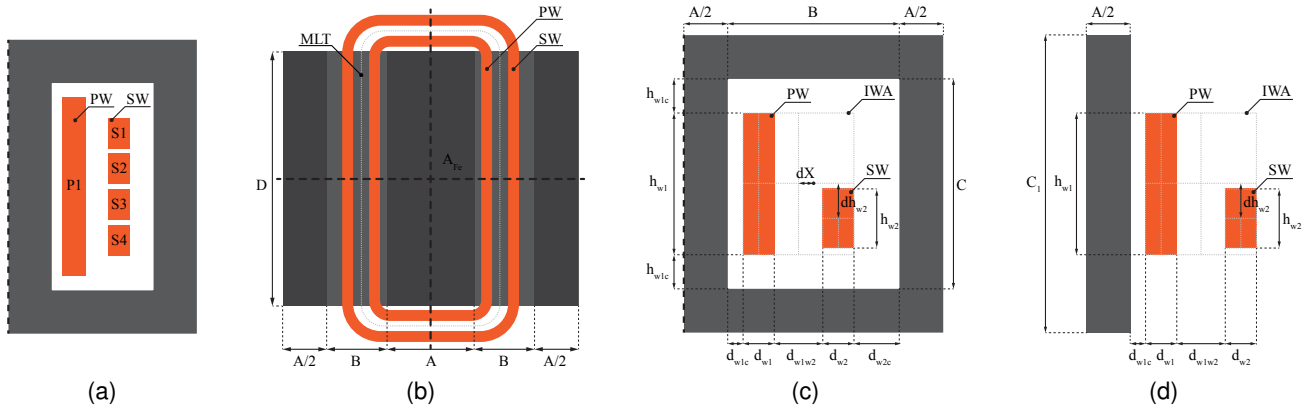 PW
SW
S1
S2
P1
S3
S4
(a)
MLT
PW
SW
A_Fe
D
A/2
B
A
B
A/2
(b)
A/2
B
A/2
h_w1c
PW
IWA
dX
SW
h_w1
dh_w2
h_w2
C
h_w1c
d_w1c
d_w1
d_w1w2
d_w2
d_w2c
(c)
A/2
PW
IWA
SW
C_1
h_w1
dh_w2
h_w2
d_w1c
d_w1
d_w1w2
d_w2
(d)